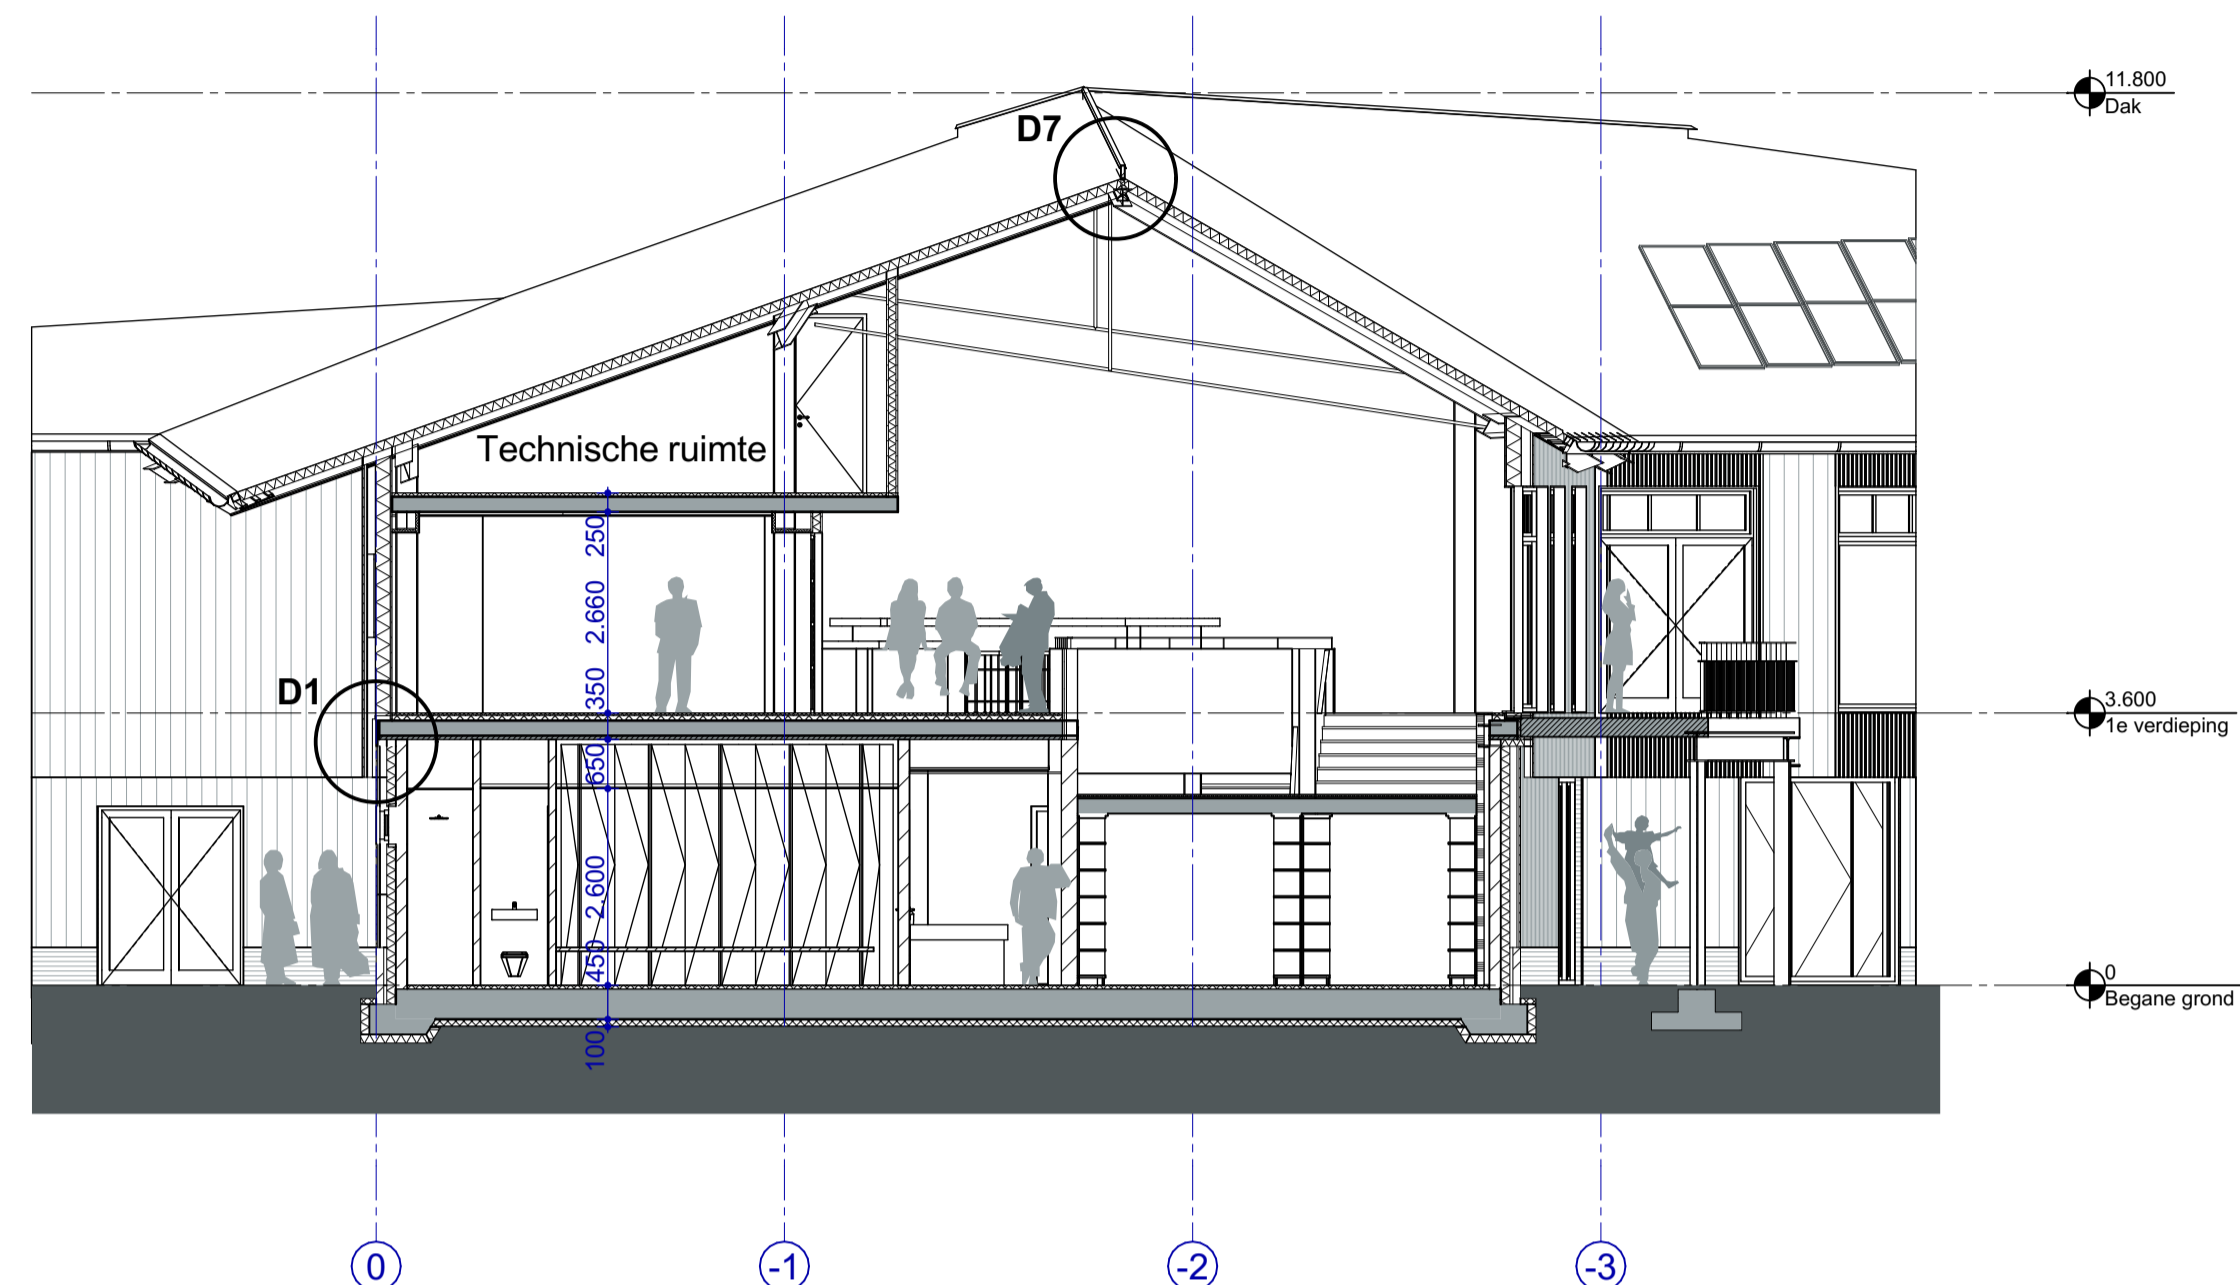 11.800
Dak
D7
Technische ruimte
250
2.660
350
D1
3.600
1e verdieping
650
2.600
450
0
Begane grond
100
0
-1
-2
-3